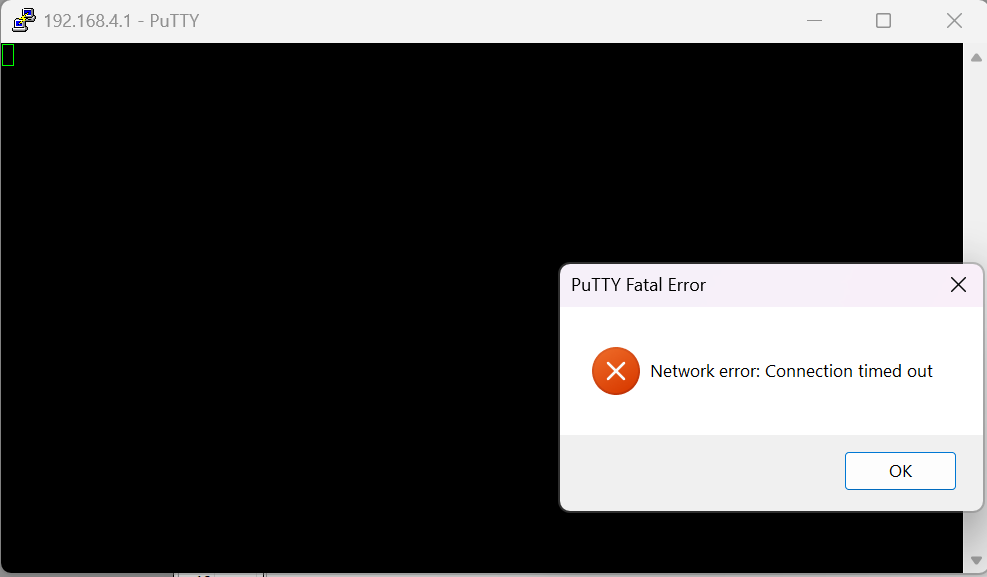 192.168.4.1 - PuTTY
PuTTY Fatal Error
Network error: Connection timed out
OK